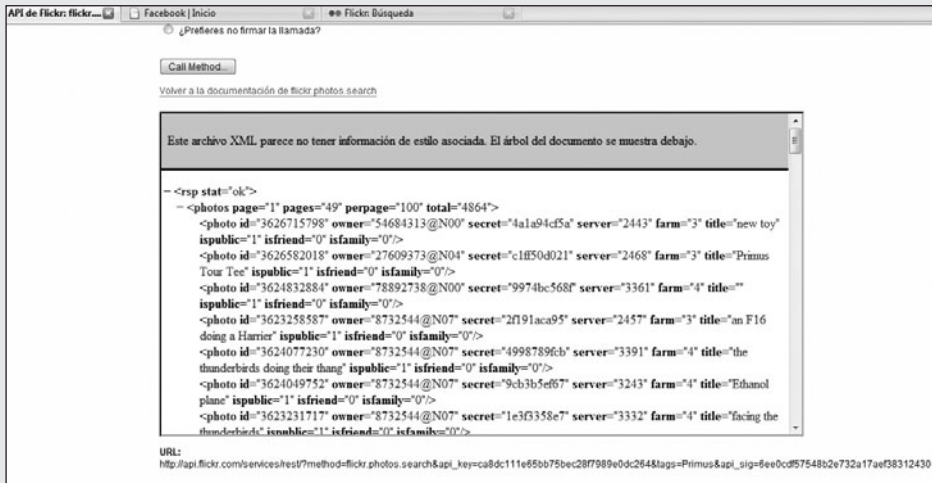 API de Flickr: flickr.... Facebook | Inicio Flickr: Búsqueda
¿Prefieres no firmar la llamada?
Call Method...
Volver a la documentación de flickr.photos.search
Este archivo XML parece no tener información de estilo asociada. El árbol del documento se muestra debajo.
− <rsp stat="ok">
− <photos page="1" pages="49" perpage="100" total="4864">
<photo id="3626715798" owner="54684313@N00" secret="4a1a94cf5a" server="2443" farm="3" title="new toy"
ispublic="1" isfriend="0" isfamily="0"/>
<photo id="3626582018" owner="27609373@N04" secret="c1ff50d021" server="2468" farm="3" title="Primus
Tour Tee" ispublic="1" isfriend="0" isfamily="0"/>
<photo id="3624832884" owner="78892738@N00" secret="9974bc568f" server="3361" farm="4" title=""
ispublic="1" isfriend="0" isfamily="0"/>
<photo id="3623258587" owner="8732544@N07" secret="2f191aca95" server="2457" farm="3" title="an F16
doing a Harrier" ispublic="1" isfriend="0" isfamily="0"/>
<photo id="3624077230" owner="8732544@N07" secret="4998789fcb" server="3391" farm="4" title="the
thunderbirds doing their thang" ispublic="1" isfriend="0" isfamily="0"/>
<photo id="3624049752" owner="8732544@N07" secret="9cb3b5ef67" server="3243" farm="4" title="Ethanol
plane" ispublic="1" isfriend="0" isfamily="0"/>
<photo id="3623231717" owner="8732544@N07" secret="1e3f3358e7" server="3332" farm="4" title="facing the
thunderbirds" ispublic="1" isfriend="0" isfamily="0"/>
URL:
http://api.flickr.com/services/rest/?method=flickr.photos.search&api_key=ca8dc111e65bb75bec28f7989e0dc264&tags=Primus&api_sig=6ee0cdf57548b2e732a17aef38312430